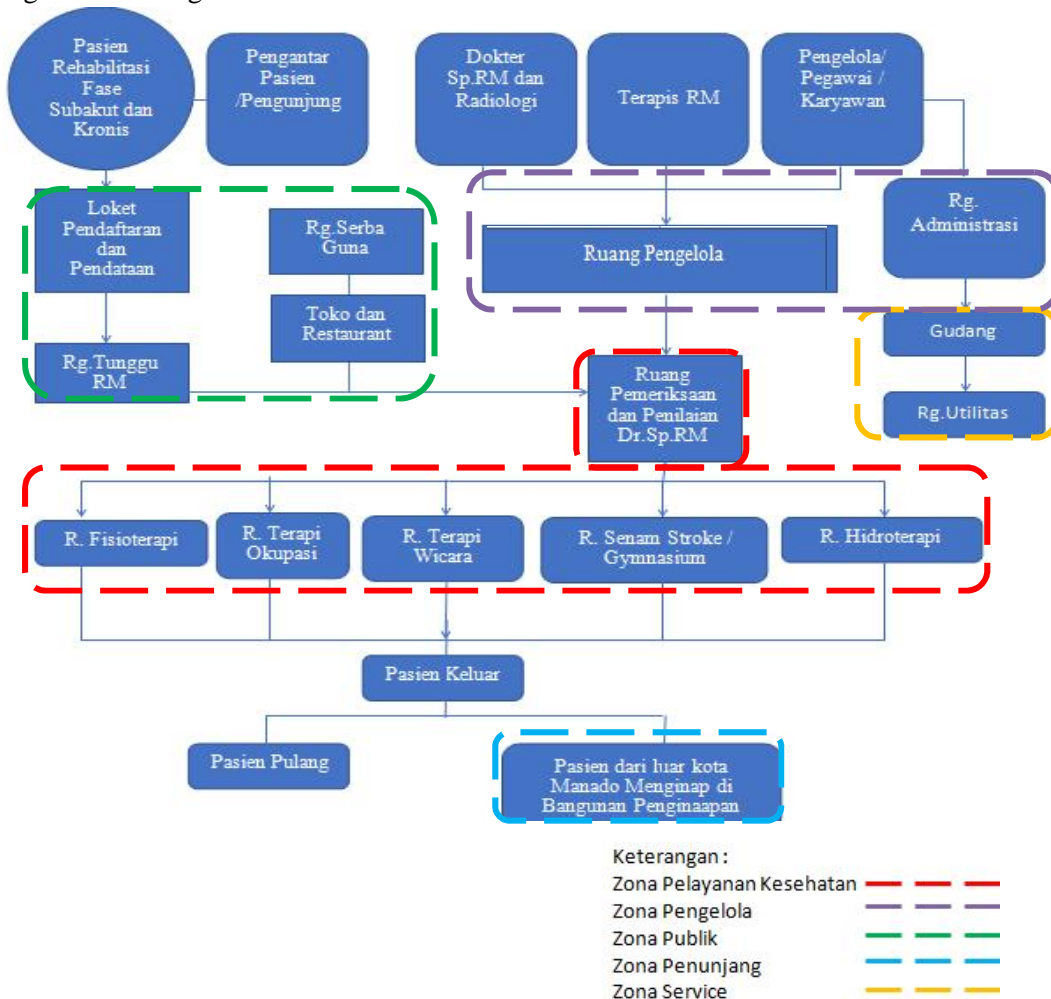 Pasien
Rehabilitasi
Fase
Subakut dan
Kronis
Pengantar
Pasien
/Pengunjung
Dokter
Sp.RM dan
Radiologi
Terapis RM
Pengelola/
Pegawai /
Karyawan
Loket
Pendaftaran
dan
Pendataan
Rg.Serba
Guna
Toko dan
Restaurant
Rg.Tunggu
RM
Ruang Pengelola
Rg.
Administrasi
Gudang
Rg.Utilitas
Ruang
Pemeriksaan
dan Penilaian
Dr.Sp.RM
R. Fisioterapi
R. Terapi
Okupasi
R. Terapi
Wicara
R. Senam Stroke /
Gymnasium
R. Hidroterapi
Pasien Keluar
Pasien Pulang
Pasien dari luar kota
Manado Menginap di
Bangunan Penginaapan
Keterangan :
Zona Pelayanan Kesehatan
Zona Pengelola
Zona Publik
Zona Penunjang
Zona Service